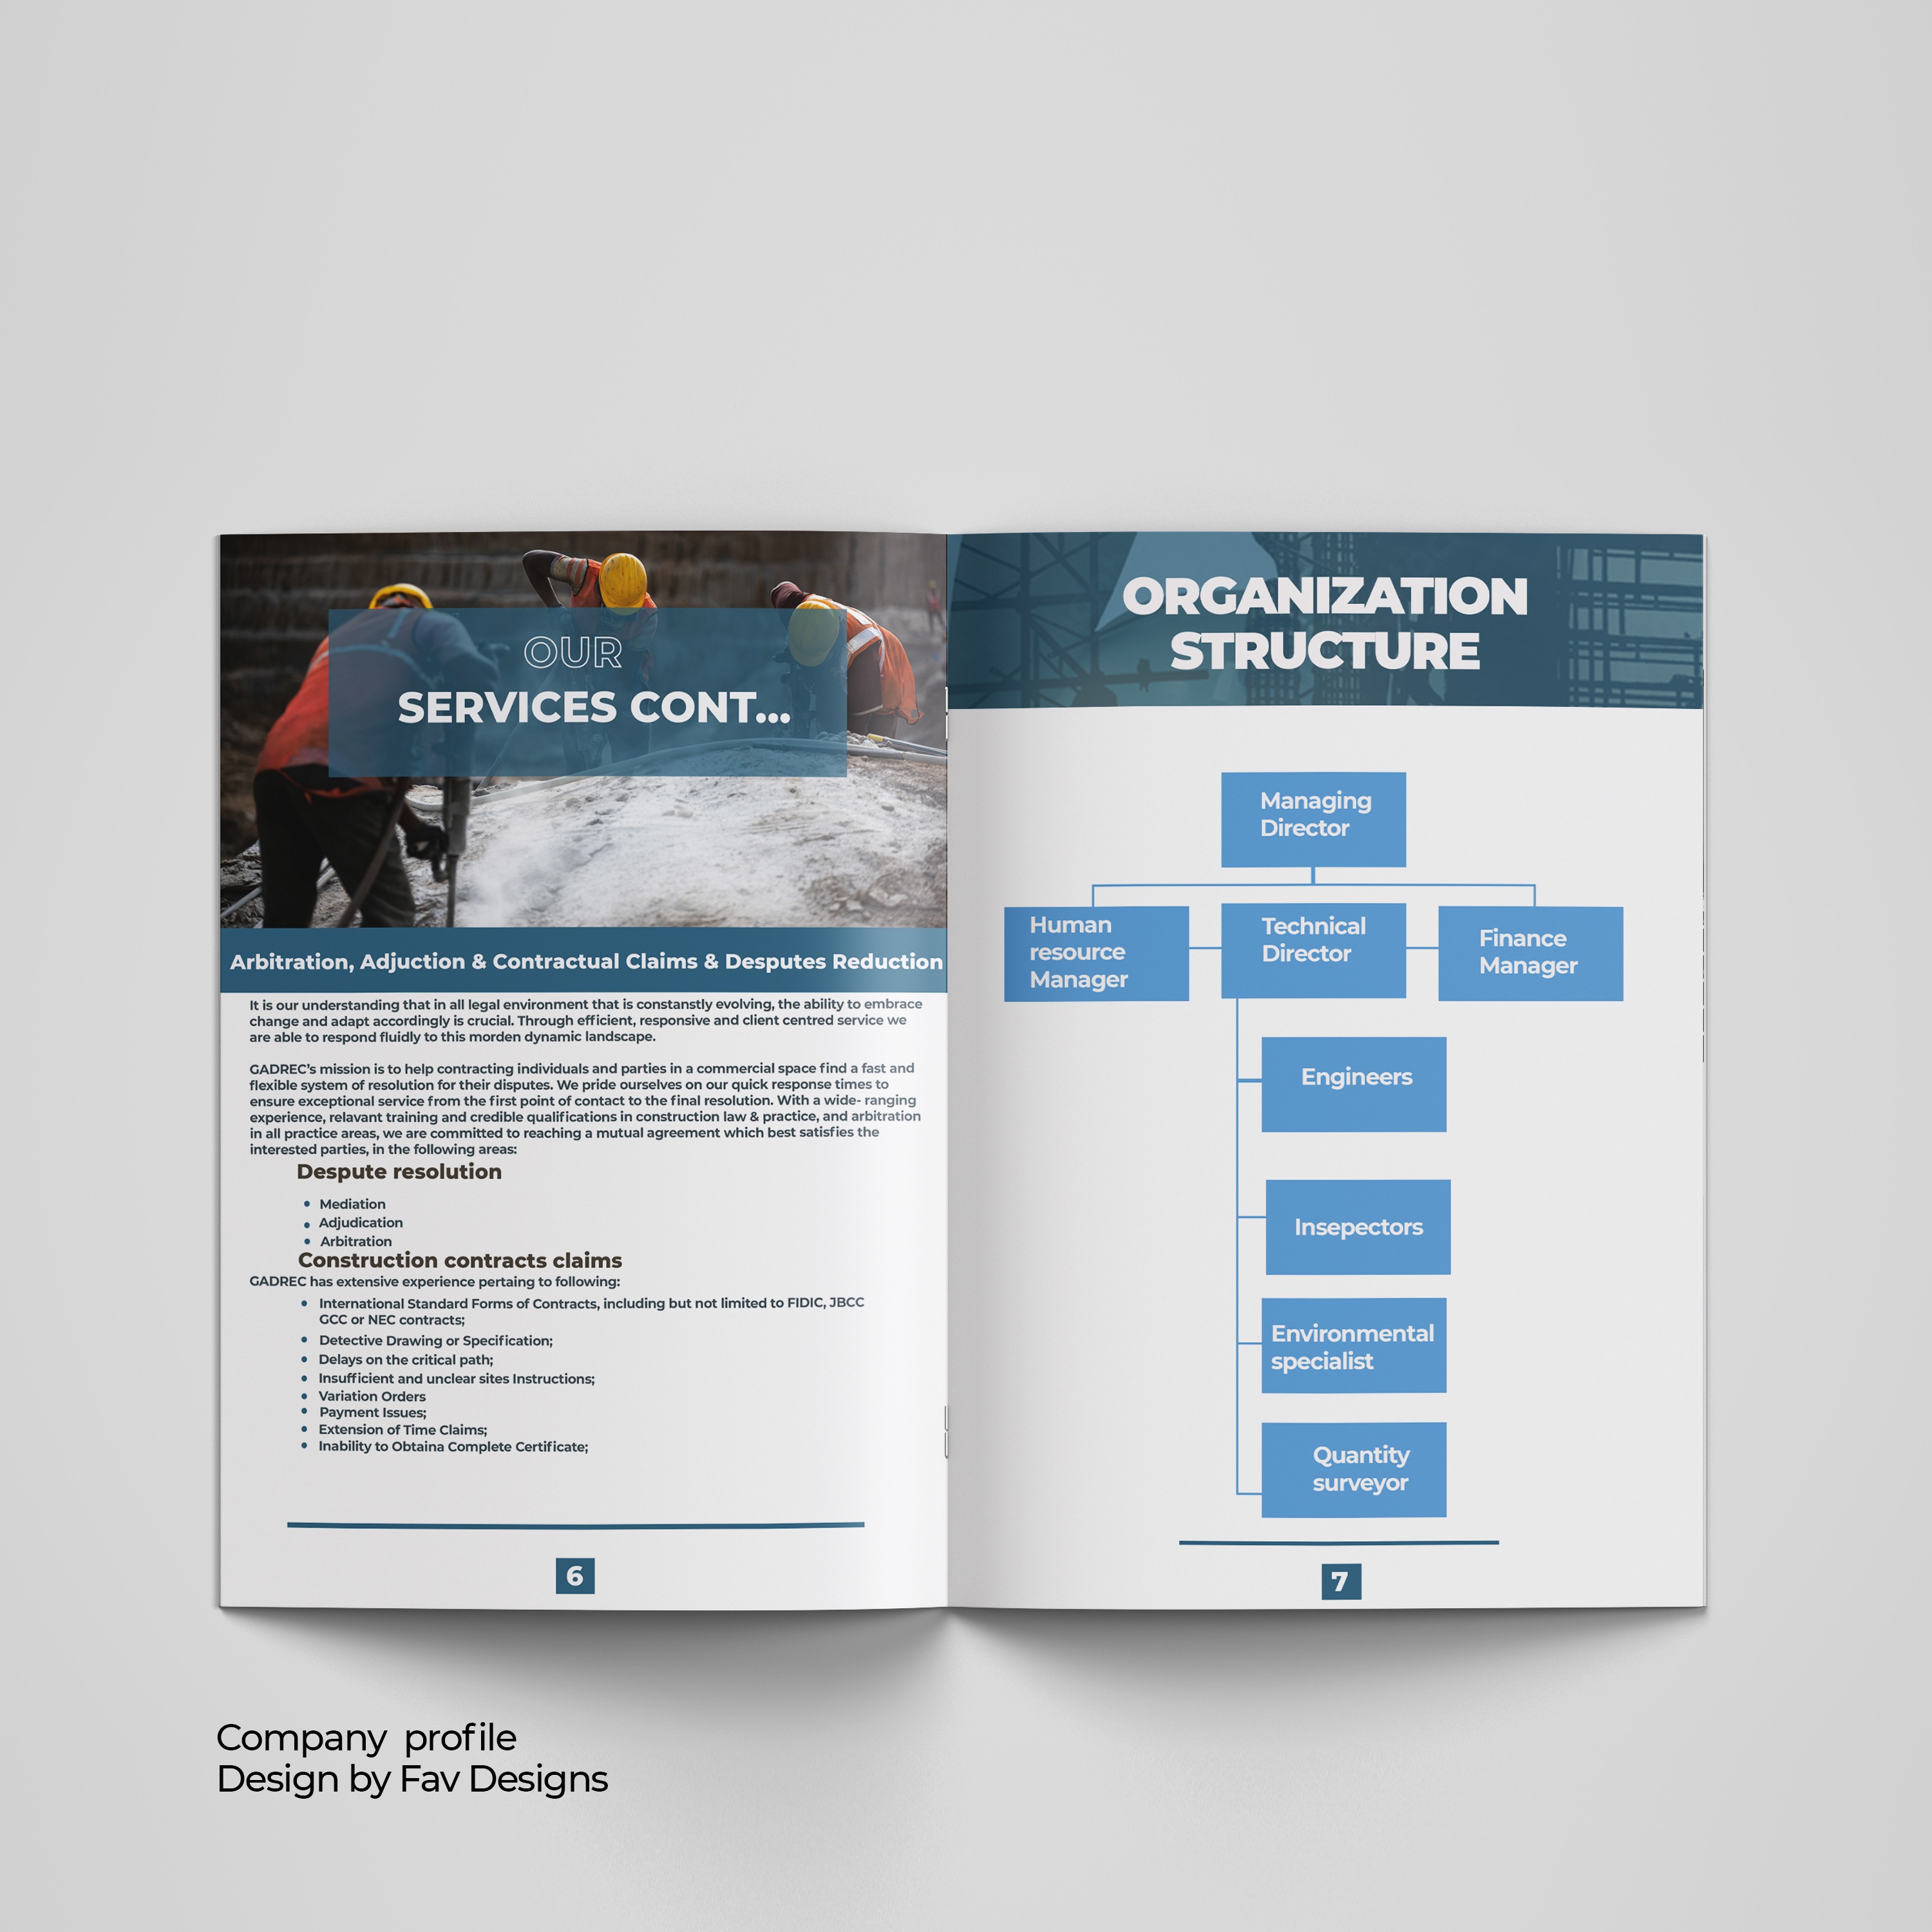 OUR
SERVICES CONT...
Arbitration, Adjuction & Contractual Claims & Desputes Reduction
It is our understanding that in all legal environment that is constanstly evolving, the ability to embrace
change and adapt accordingly is crucial. Through efficient, responsive and client centred service we
are able to respond fluidly to this morden dynamic landscape.
GADREC's mission is to help contracting individuals and parties in a commercial space find a fast and
flexible system of resolution for their disputes. We pride ourselves on our quick response times to
ensure exceptional service from the first point of contact to the final resolution. With a wide- ranging
experience, relavant training and credible qualifications in construction law & practice, and arbitration
in all practice areas, we are committed to reaching a mutual agreement which best satisfies the
interested parties, in the following areas:
Despute resolution
• Mediation
• Adjudication
• Arbitration
Construction contracts claims
GADREC has extensive experience pertaing to following:
• International Standard Forms of Contracts, including but not limited to FIDIC, JBCC
GCC or NEC contracts;
• Detective Drawing or Specification;
• Delays on the critical path;
• Insufficient and unclear sites Instructions;
• Variation Orders
• Payment Issues;
• Extension of Time Claims;
• Inability to Obtaina Complete Certificate;
6
ORGANIZATION
STRUCTURE
Managing
Director
Human
resource
Manager
Technical
Director
Finance
Manager
Engineers
Insepectors
Environmental
specialist
Quantity
surveyor
7
Company profile
Design by Fav Designs